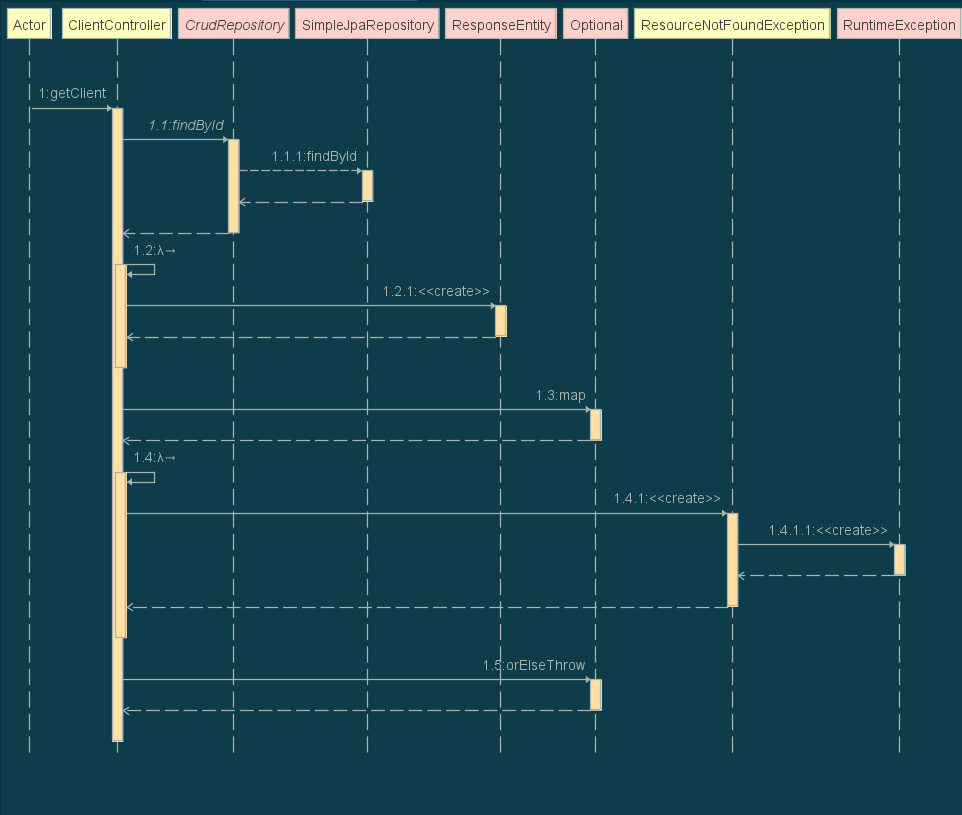 Actor
ClientController
CrudRepository
SimpleJpaRepository
ResponseEntity
Optional
ResourceNotFoundException
RuntimeException
1:getClient
1.1:findById
1.1.1:findById
1.2:λ→
1.2.1:<<create>>
1.3:map
1.4:λ→
1.4.1:<<create>>
1.4.1.1:<<create>>
1.5:orElseThrow